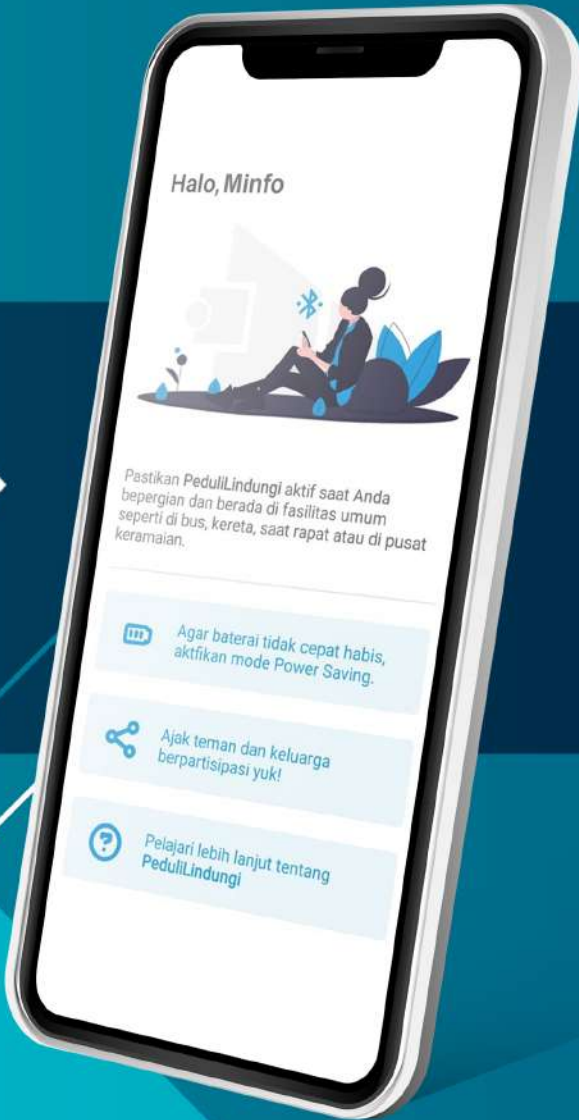 Halo, Minfo
Pastikan PeduliLindungi aktif saat Anda
bepergian dan berada di fasilitas umum
seperti di bus, kereta, saat rapat atau di pusat
keramaian.
Agar baterai tidak cepat habis,
aktfikan mode Power Saving.
Ajak teman dan keluarga
berpartisipasi yuk!
Pelajari lebih lanjut tentang
PeduliLindungi